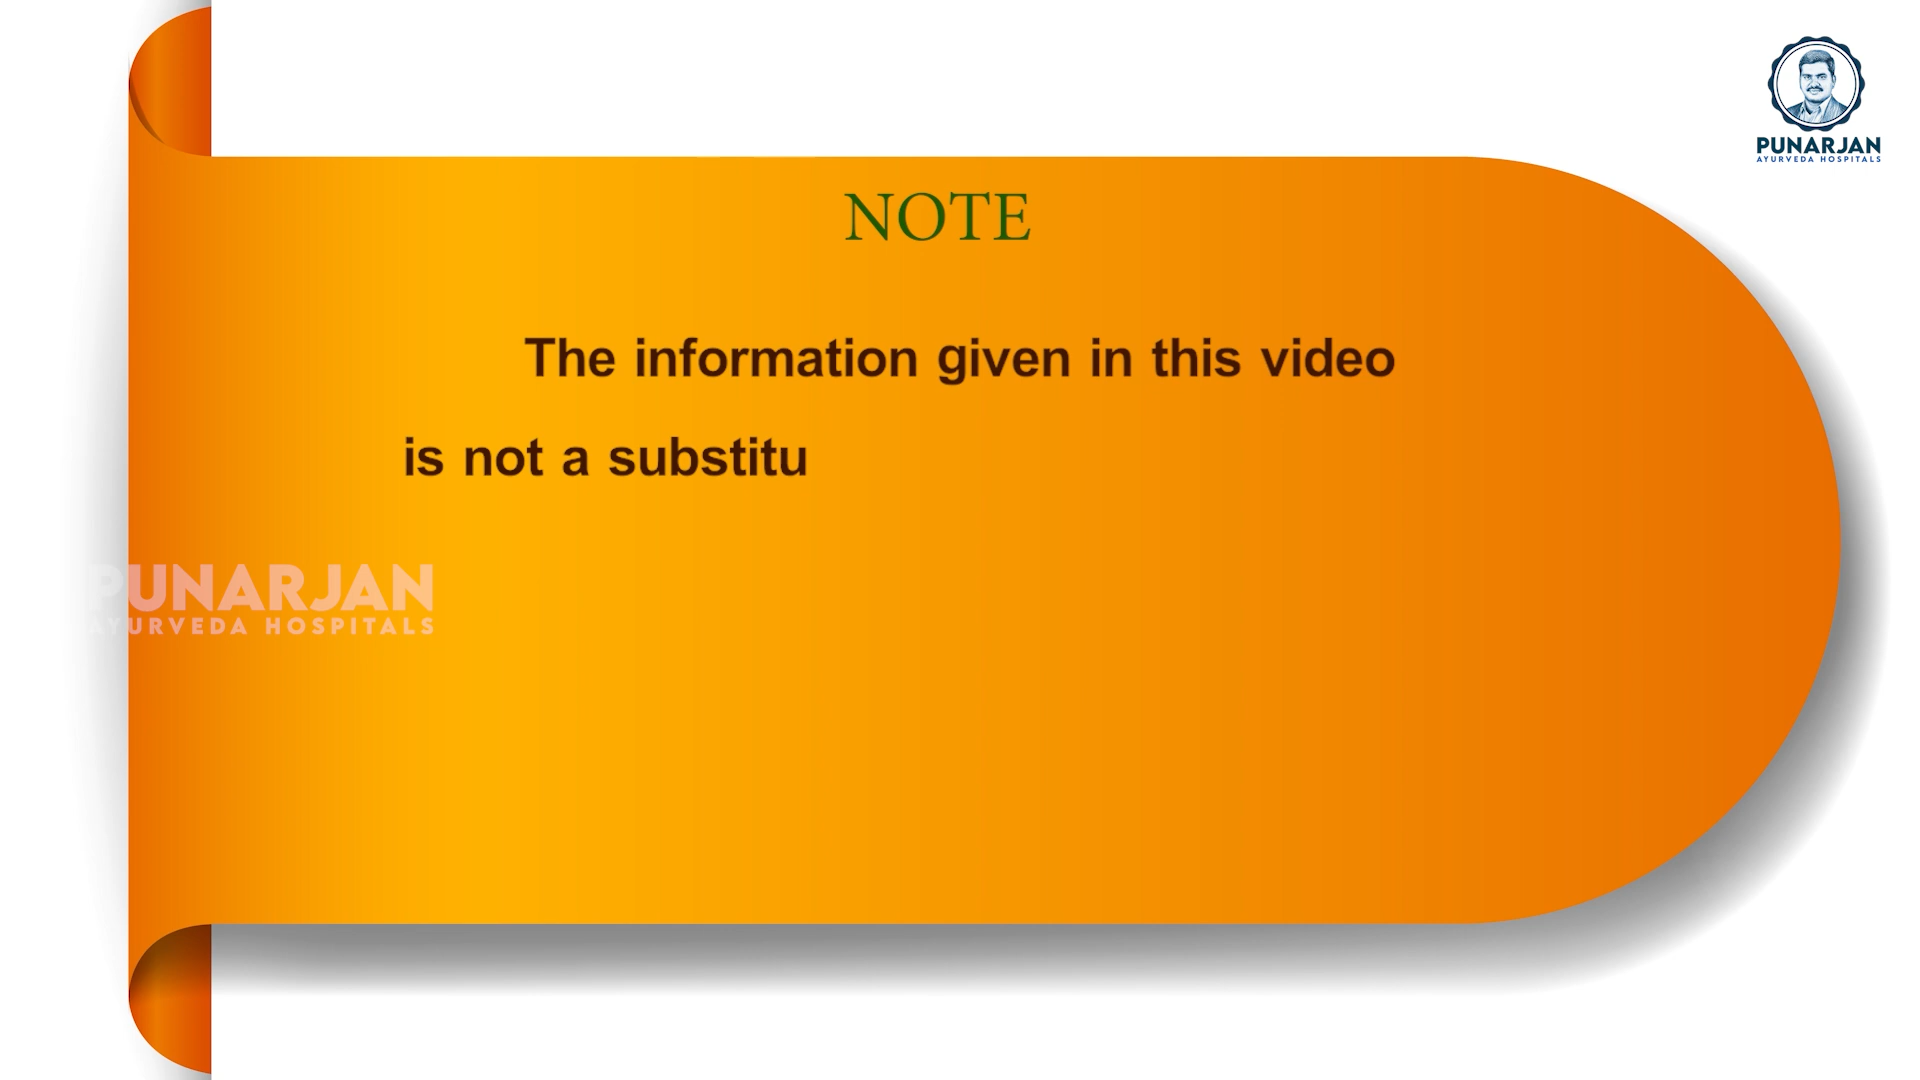 PUNARJAN
AYURVEDA HOSPITALS
NOTE
The information given in this video
is not a substitu
PUNARJAN
AYURVEDA HOSPITALS